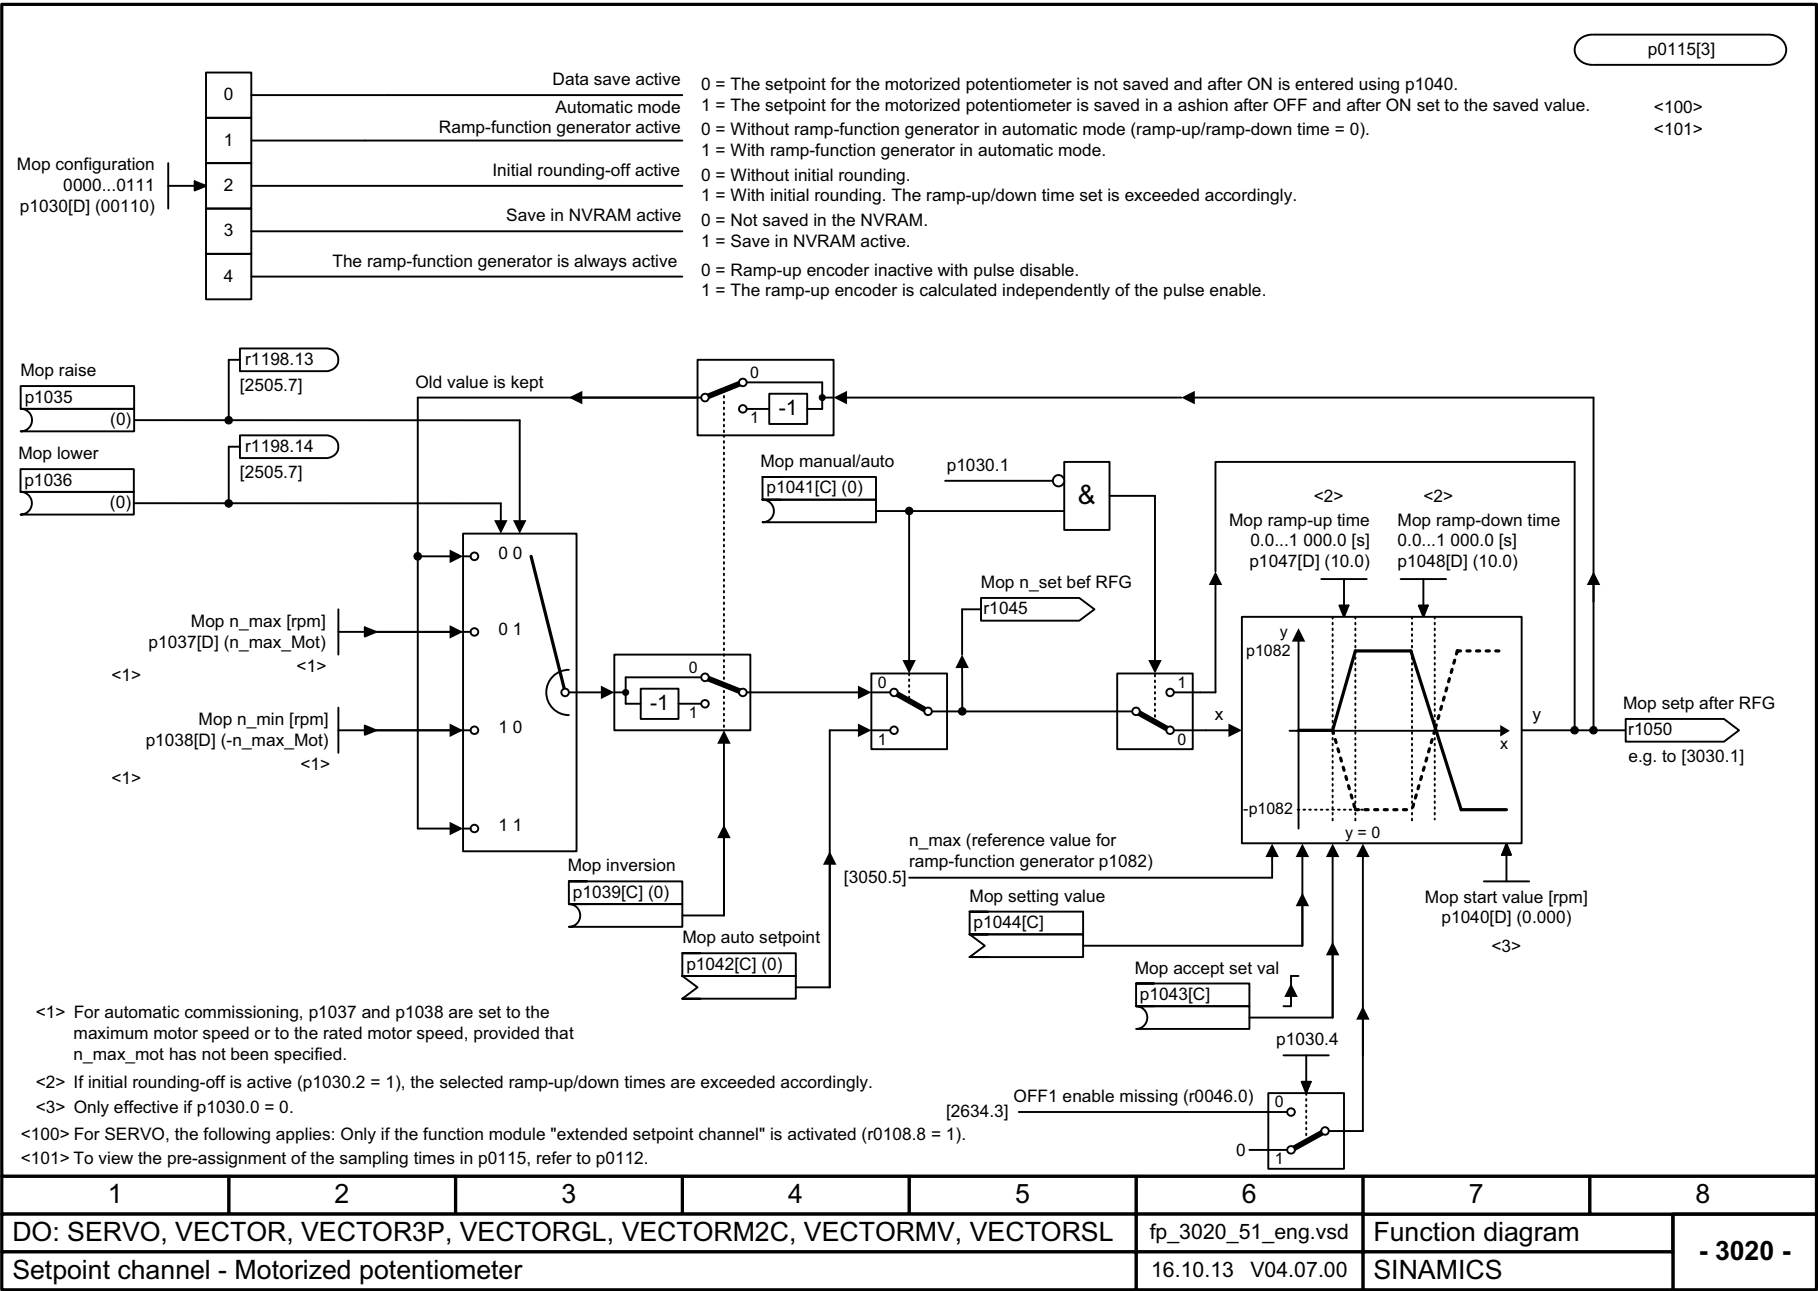 p0115[3]
0
Data save active
0 = The setpoint for the motorized potentiometer is not saved and after ON is entered using p1040.
Automatic mode
1 = The setpoint for the motorized potentiometer is saved in a ashion after OFF and after ON set to the saved value.
<100>
1
Ramp-function generator active
0 = Without ramp-function generator in automatic mode (ramp-up/ramp-down time = 0).
<101>
1 = With ramp-function generator in automatic mode.
Mop configuration
0000...0111
p1030[D] (00110)
2
Initial rounding-off active
0 = Without initial rounding.
1 = With initial rounding. The ramp-up/down time set is exceeded accordingly.
3
Save in NVRAM active
0 = Not saved in the NVRAM.
1 = Save in NVRAM active.
4
The ramp-function generator is always active
0 = Ramp-up encoder inactive with pulse disable.
1 = The ramp-up encoder is calculated independently of the pulse enable.
Mop raise
p1035
(0)
r1198.13
[2505.7]
Mop lower
p1036
(0)
r1198.14
[2505.7]
Old value is kept
0
1
-1
Mop manual/auto
p1041[C] (0)
p1030.1
&
<2>
Mop ramp-up time
0.0...1 000.0 [s]
p1047[D] (10.0)
<2>
Mop ramp-down time
0.0...1 000.0 [s]
p1048[D] (10.0)
0 0
0 1
1 0
1 1
Mop n_max [rpm]
p1037[D] (n_max_Mot)
<1>
<1>
Mop n_min [rpm]
p1038[D] (-n_max_Mot)
<1>
<1>
0
-1
1
0
1
Mop n_set bef RFG
r1045
1
0
x
y
p1082
x
-p1082
y = 0
y
Mop setp after RFG
r1050
e.g. to [3030.1]
Mop inversion
p1039[C] (0)
Mop auto setpoint
p1042[C] (0)
n_max (reference value for
ramp-function generator p1082)
[3050.5]
Mop setting value
p1044[C]
Mop accept set val
p1043[C]
Mop start value [rpm]
p1040[D] (0.000)
<3>
p1030.4
OFF1 enable missing (r0046.0)
[2634.3]
0
0
1
<1> For automatic commissioning, p1037 and p1038 are set to the
maximum motor speed or to the rated motor speed, provided that
n_max_mot has not been specified.
<2> If initial rounding-off is active (p1030.2 = 1), the selected ramp-up/down times are exceeded accordingly.
<3> Only effective if p1030.0 = 0.
<100> For SERVO, the following applies: Only if the function module "extended setpoint channel" is activated (r0108.8 = 1).
<101> To view the pre-assignment of the sampling times in p0115, refer to p0112.
1 2 3 4 5 6 7 8
DO: SERVO, VECTOR, VECTOR3P, VECTORGL, VECTORM2C, VECTORMV, VECTORSL
fp_3020_51_eng.vsd
Function diagram
- 3020 -
Setpoint channel - Motorized potentiometer
16.10.13 V04.07.00
SINAMICS